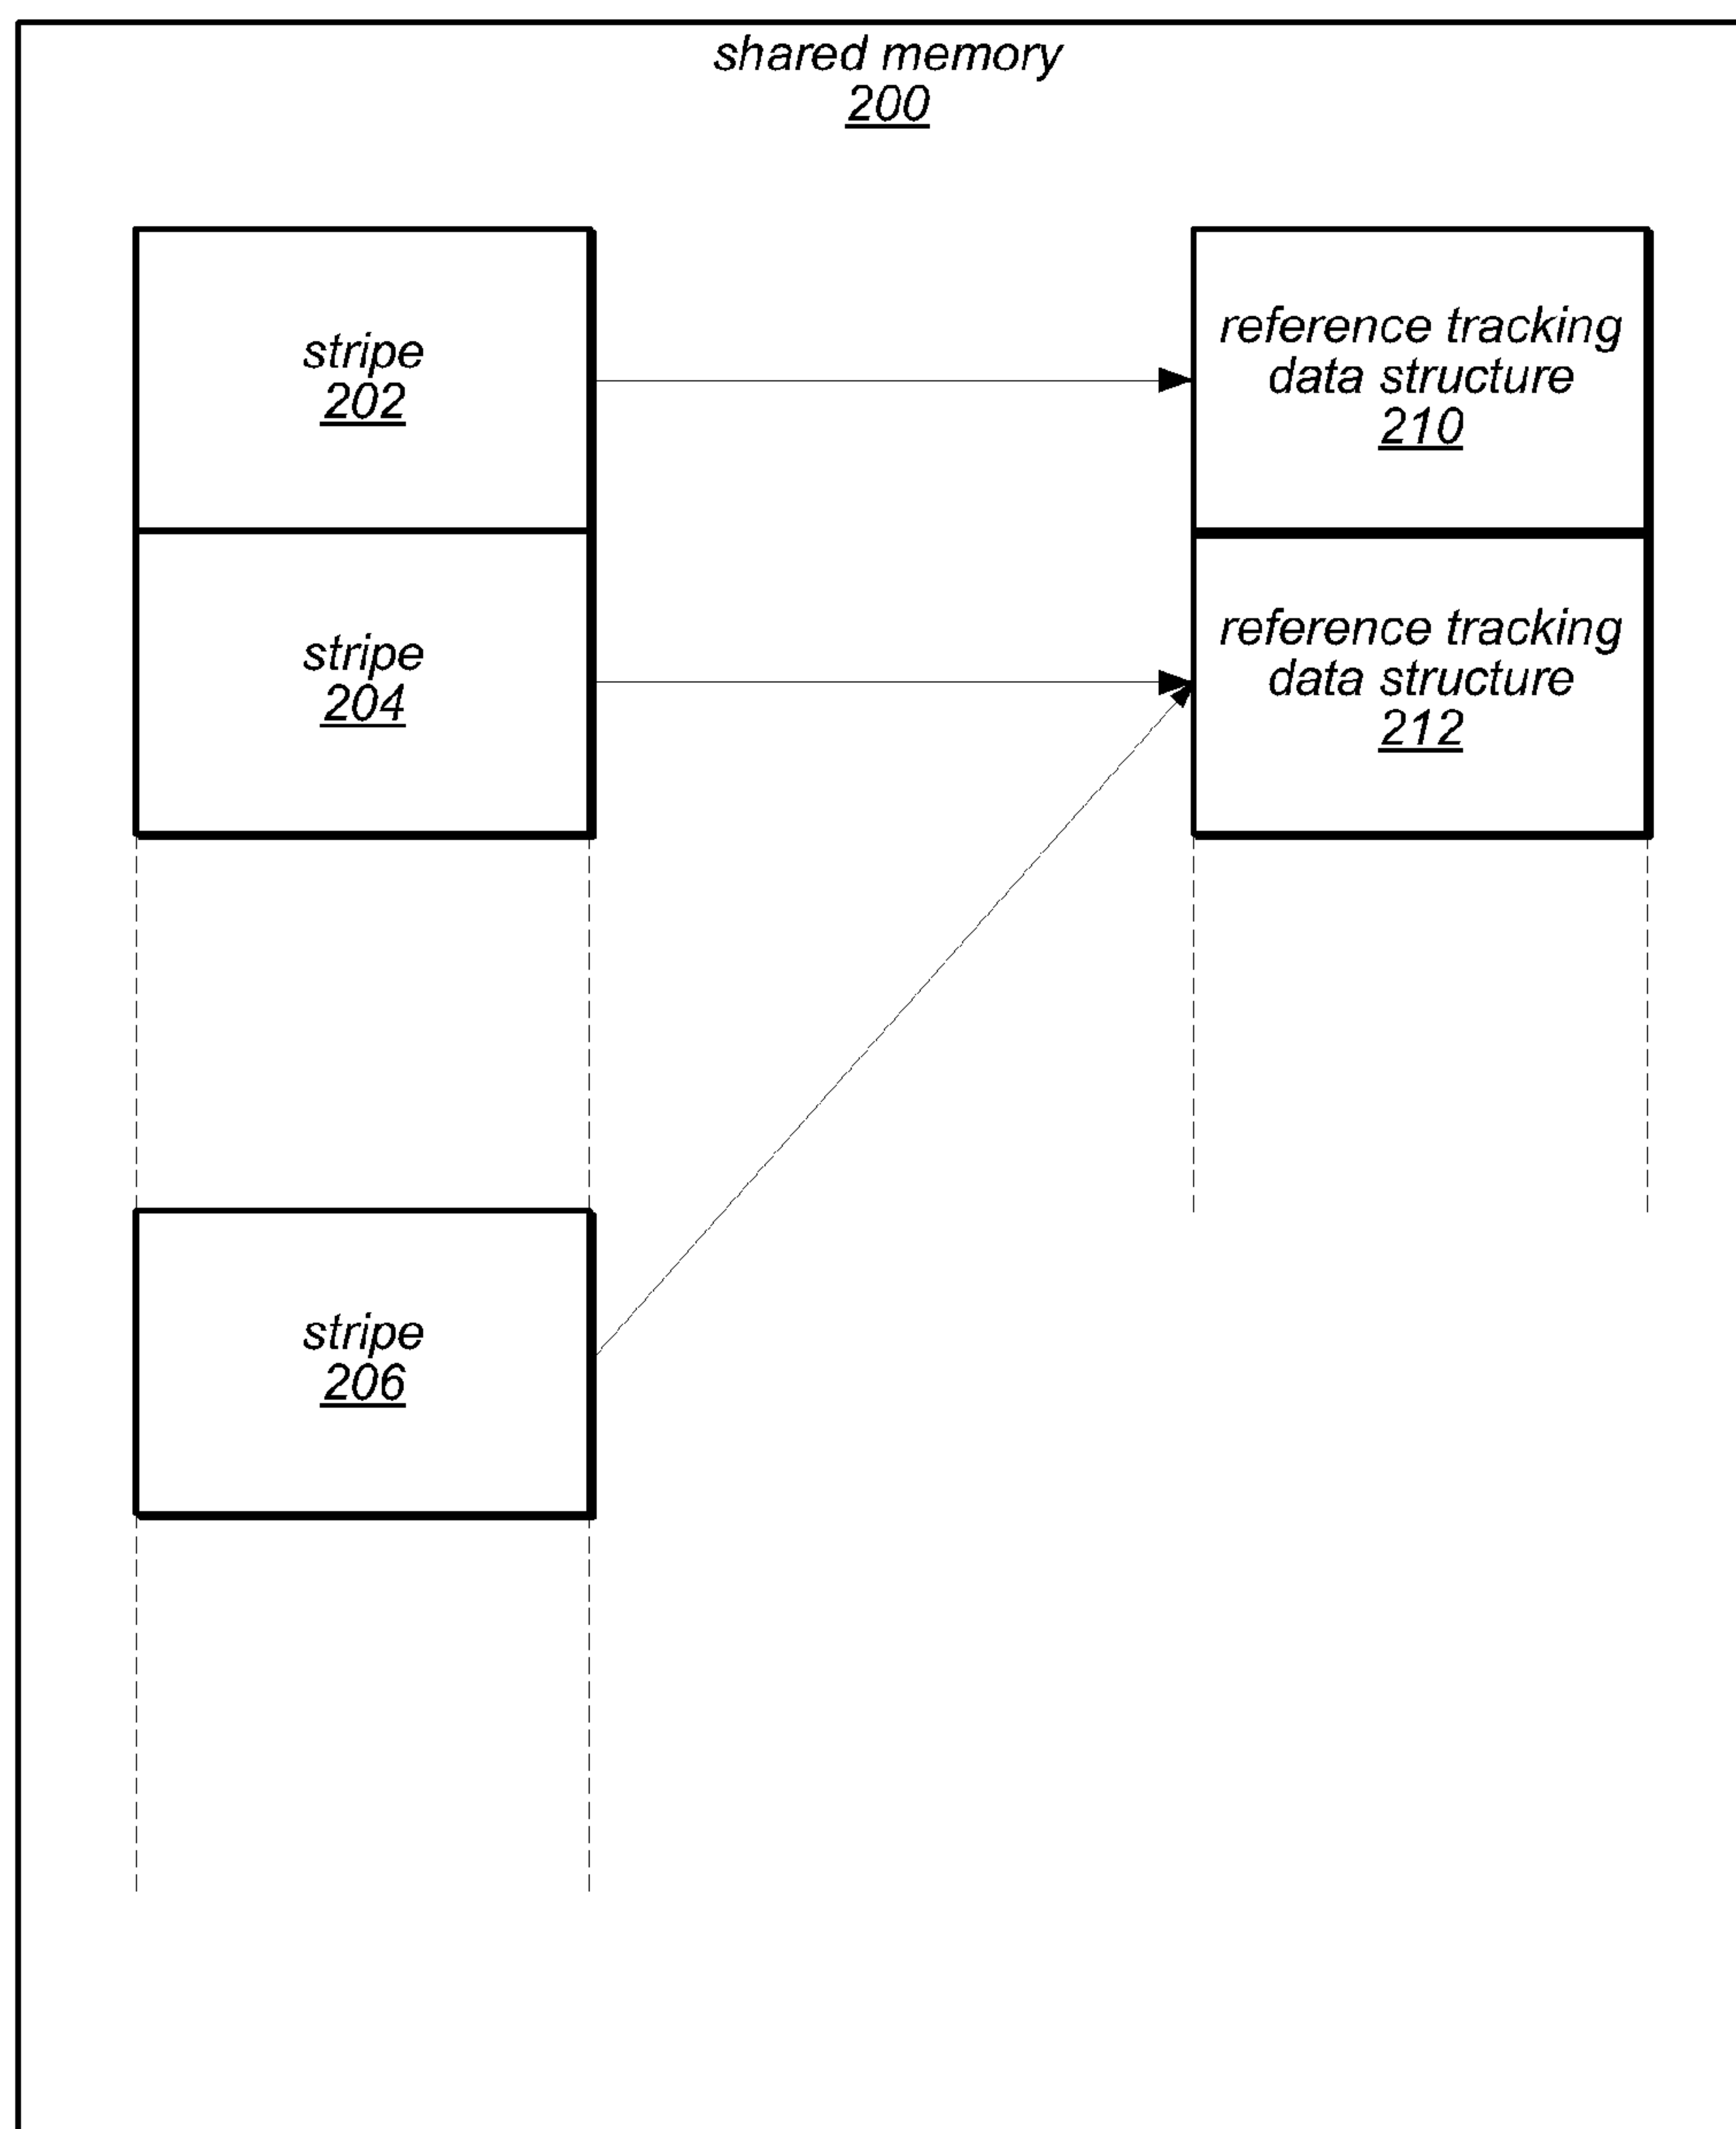 shared memory
200
stripe
202
reference tracking
data structure
210
stripe
204
reference tracking
data structure
212
stripe
206